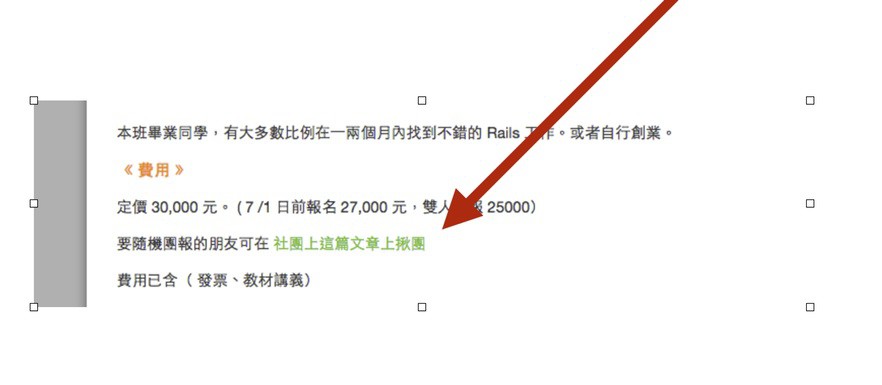 本班畢業同學，有大多數比例在一兩個月內找到不錯的 Rails 工作。或者自行創業。
《 費用 》
定價 30,000 元。 ( 7 /1 日前報名 27,000 元，雙人 報 25000）
要隨機團報的朋友可在 社團上這篇文章上揪團
費用已含（ 發票、教材講義）